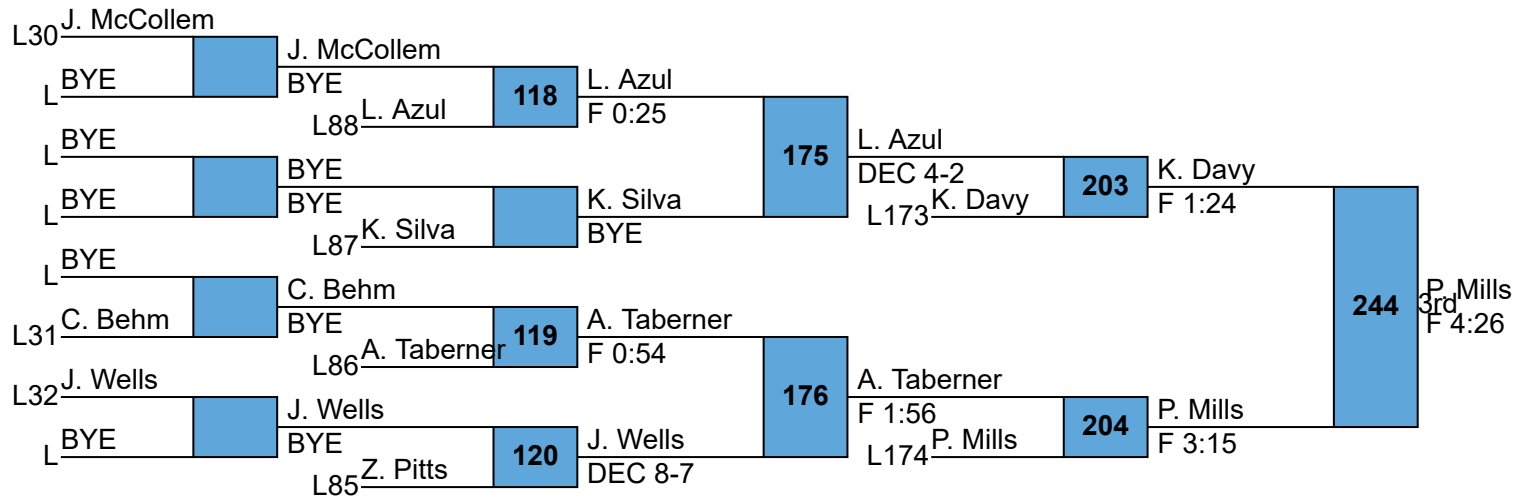 J. McCollem
L30
J. McCollem
BYE
L
BYE
118
L. Azul
F 0:25
L. Azul
L88
BYE
L
175
L. Azul
DEC 4-2
BYE
BYE
203
K. Davy
F 1:24
BYE
L
K. Davy
L173
K. Silva
BYE
K. Silva
L87
BYE
L
C. Behm
BYE
244
3rd
P. Mills
F 4:26
C. Behm
L31
119
A. Taberner
F 0:54
A. Taberner
L86
J. Wells
L32
176
A. Taberner
F 1:56
J. Wells
BYE
204
P. Mills
F 3:15
BYE
L
120
J. Wells
DEC 8-7
P. Mills
L174
Z. Pitts
L85